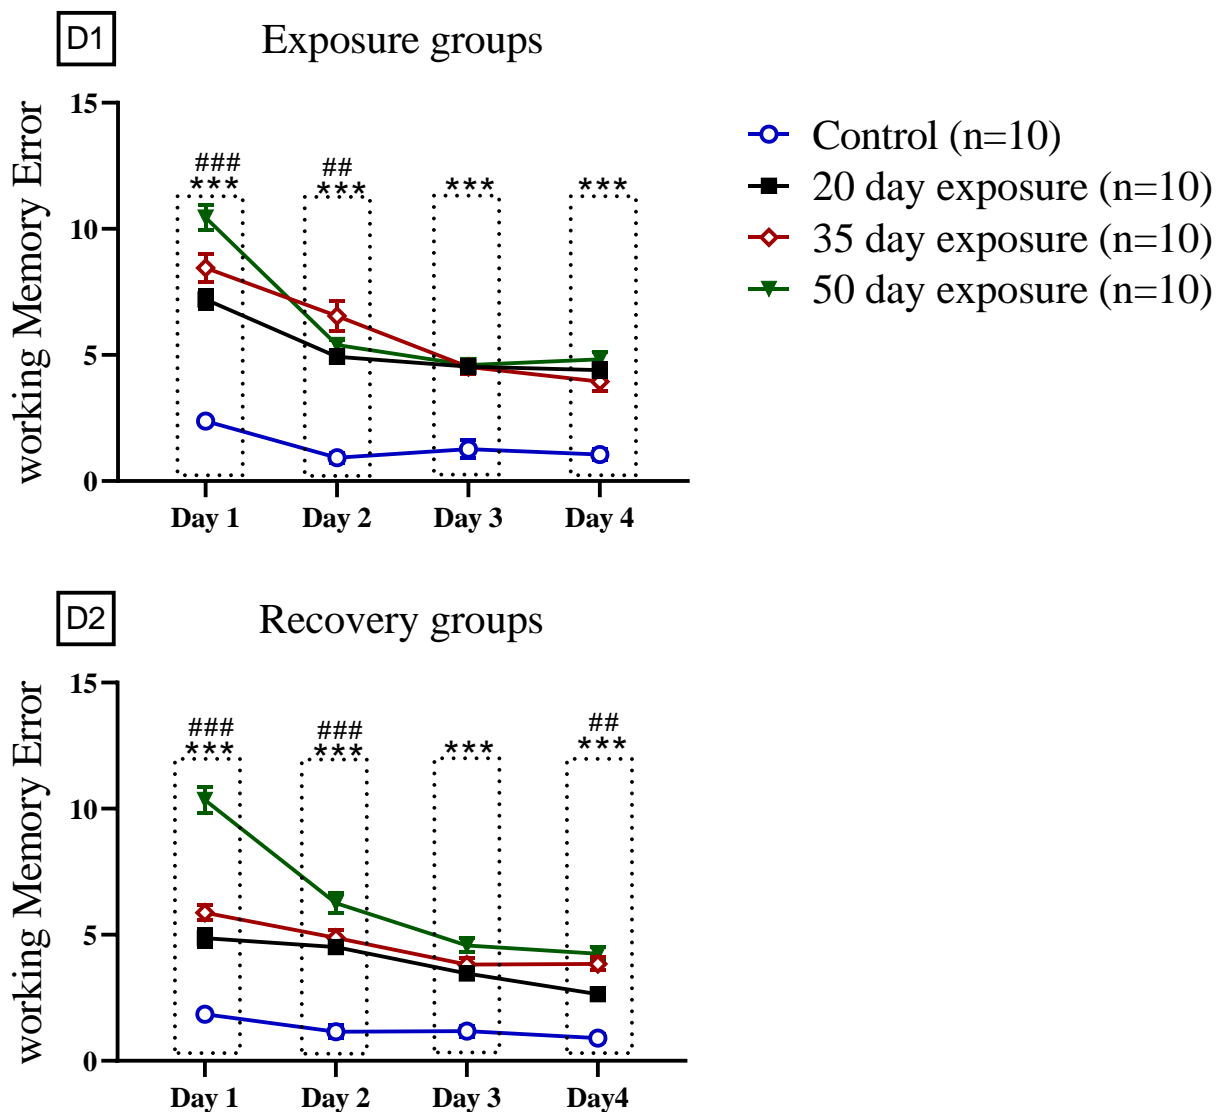 D1
Exposure groups
working Memory Error
15
10
5
0
###
***
##
***
***
***
Day 1
Day 2
Day 3
Day 4
Control (n=10)
20 day exposure (n=10)
35 day exposure (n=10)
50 day exposure (n=10)
D2
Recovery groups
working Memory Error
15
10
5
0
###
***
###
***
***
##
***
Day 1
Day 2
Day 3
Day4